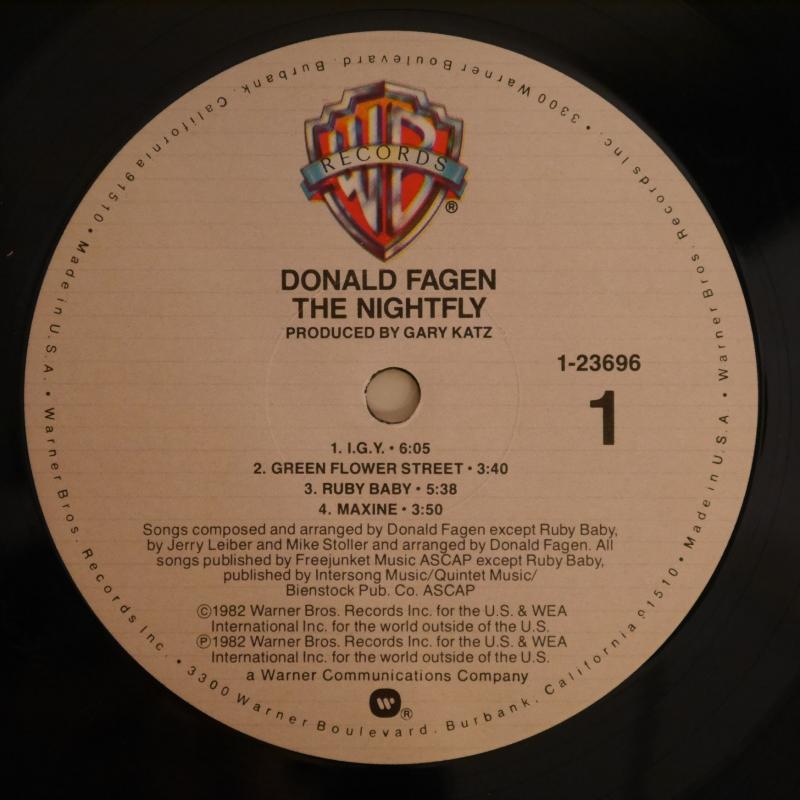 WB
RECORDS
®
DONALD FAGEN
THE NIGHTFLY
PRODUCED BY GARY KATZ
1-23696
1
1. I.G.Y. • 6:05
2. GREEN FLOWER STREET • 3:40
3. RUBY BABY • 5:38
4. MAXINE • 3:50
Songs composed and arranged by Donald Fagen except Ruby Baby,
by Jerry Leiber and Mike Stoller and arranged by Donald Fagen. All
songs published by Freejunket Music ASCAP except Ruby Baby,
published by Intersong Music/Quintet Music/
Bienstock Pub. Co. ASCAP
©1982 Warner Bros. Records Inc. for the U.S. & WEA
International Inc. for the world outside of the U.S.
℗1982 Warner Bros. Records Inc. for the U.S. & WEA
International Inc. for the world outside of the U.S.
a Warner Communications Company
W®
Warner Bros. Records Inc. • 3300 Warner Boulevard. Burbank. California 91510 • Made in U.S.A. • Warner Bros. Records Inc. • 3300 Warner Boulevard. Burbank. California 91510 • Made in U.S.A •